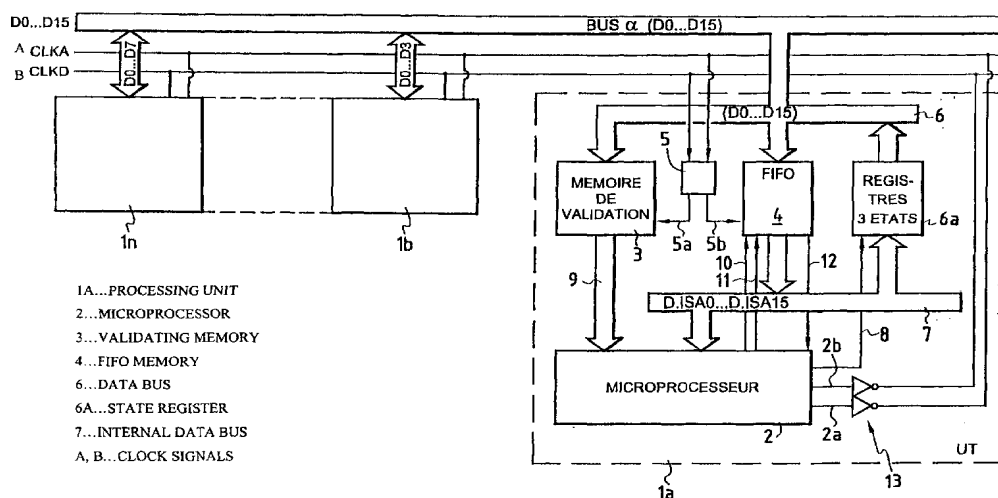 D0...D15
BUS α (D0...D15)
A CLKA
B CLKD
D0...D7
D0...D3
(D0...D15)
6
5
MEMOIRE
DE
VALIDATION
3
5a
5b
FIFO
4
REGIS-
TRES
3 ETATS
6a
1n
1b
9
10
11
12
D.ISA0...D.ISA15
7
8
MICROPROCESSEUR
2
2b
2a
13
UT
1a
1A...PROCESSING UNIT
2...MICROPROCESSOR
3...VALIDATING MEMORY
4...FIFO MEMORY
6...DATA BUS
6A...STATE REGISTER
7...INTERNAL DATA BUS
A, B...CLOCK SIGNALS